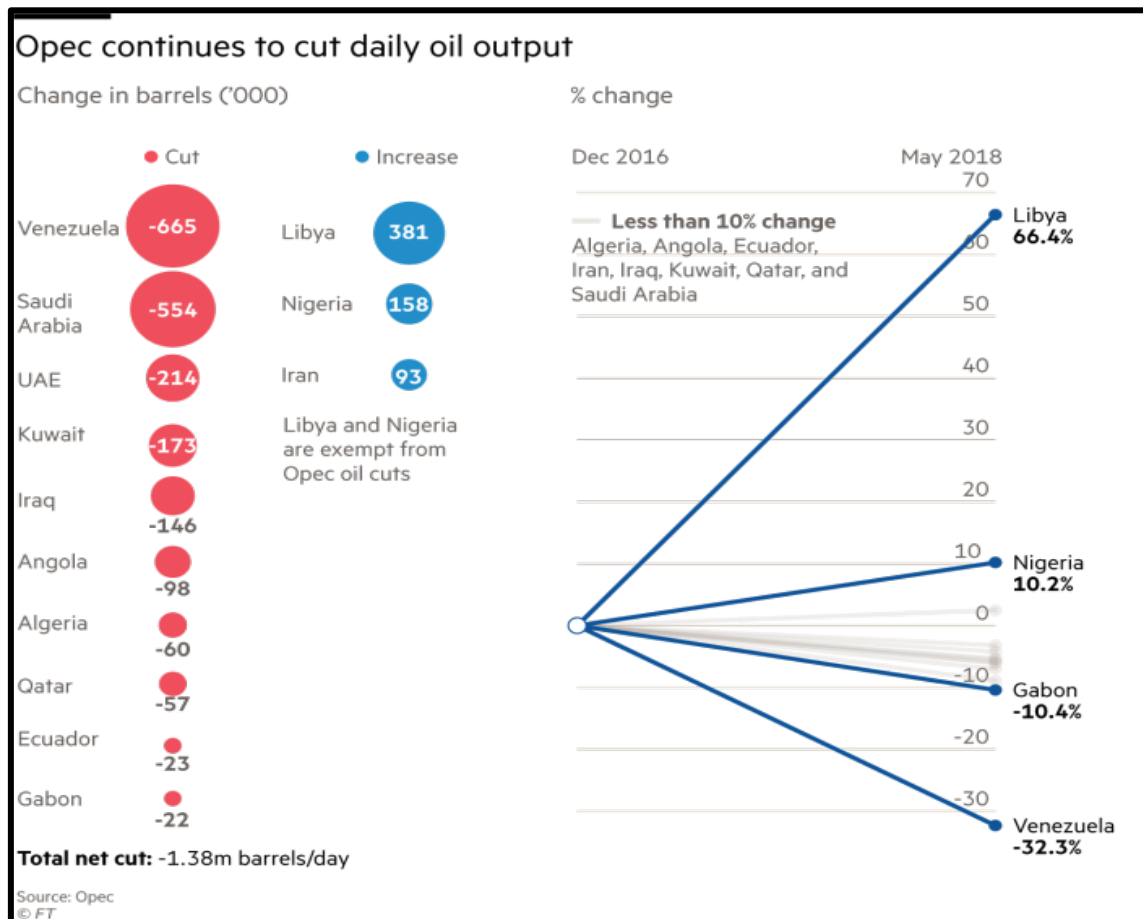 Opec continues to cut daily oil output
Change in barrels ('000)
Cut
Increase
Venezuela
-665
Saudi
Arabia
-554
UAE
-214
Kuwait
-173
Iraq
-146
Angola
-98
Algeria
-60
Qatar
-57
Ecuador
-23
Gabon
-22
Libya
381
Nigeria
158
Iran
93
Libya and Nigeria
are exempt from
Opec oil cuts
Total net cut: -1.38m barrels/day
% change
Dec 2016
May 2018
Less than 10% change
Algeria, Angola, Ecuador,
Iran, Iraq, Kuwait, Qatar, and
Saudi Arabia
70
60
50
40
30
20
10
0
-10
-20
-30
Libya
66.4%
Nigeria
10.2%
Gabon
-10.4%
Venezuela
-32.3%
Source: Opec
© FT